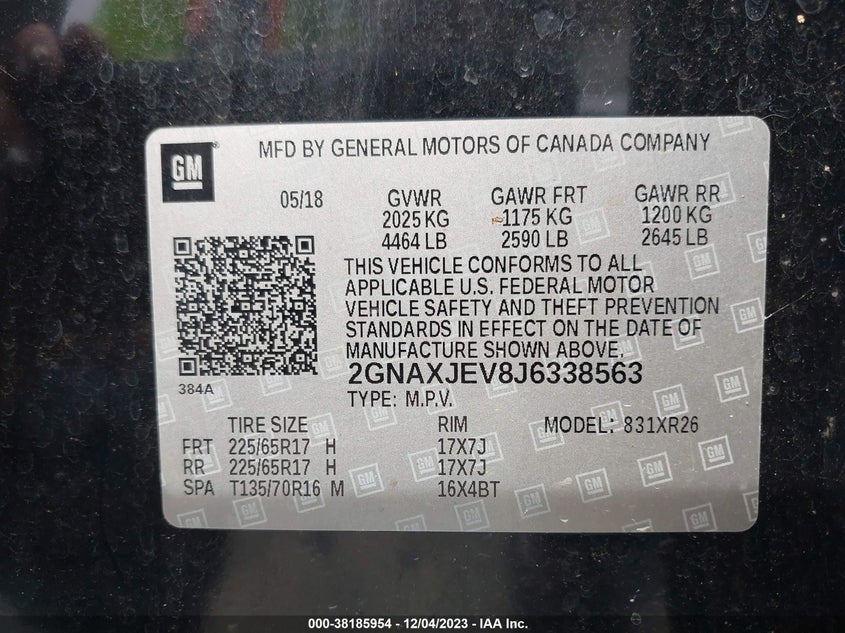 GM
MFD BY GENERAL MOTORS OF CANADA COMPANY
05/18 GVWR GAWR FRT GAWR RR
2025 KG 1175 KG 1200 KG
4464 LB 2590 LB 2645 LB
THIS VEHICLE CONFORMS TO ALL
APPLICABLE U.S. FEDERAL MOTOR
VEHICLE SAFETY AND THEFT PREVENTION
STANDARDS IN EFFECT ON THE DATE OF
MANUFACTURE SHOWN ABOVE.
384A
2GNAXJEV8J6338563
TYPE: M.P.V.
TIRE SIZE RIM MODEL: 831XR26
FRT 225/65R17 H 17X7J
RR 225/65R17 H 17X7J
SPA T135/70R16 M 16X4BT
000-38185954 - 12/04/2023 - IAA Inc.